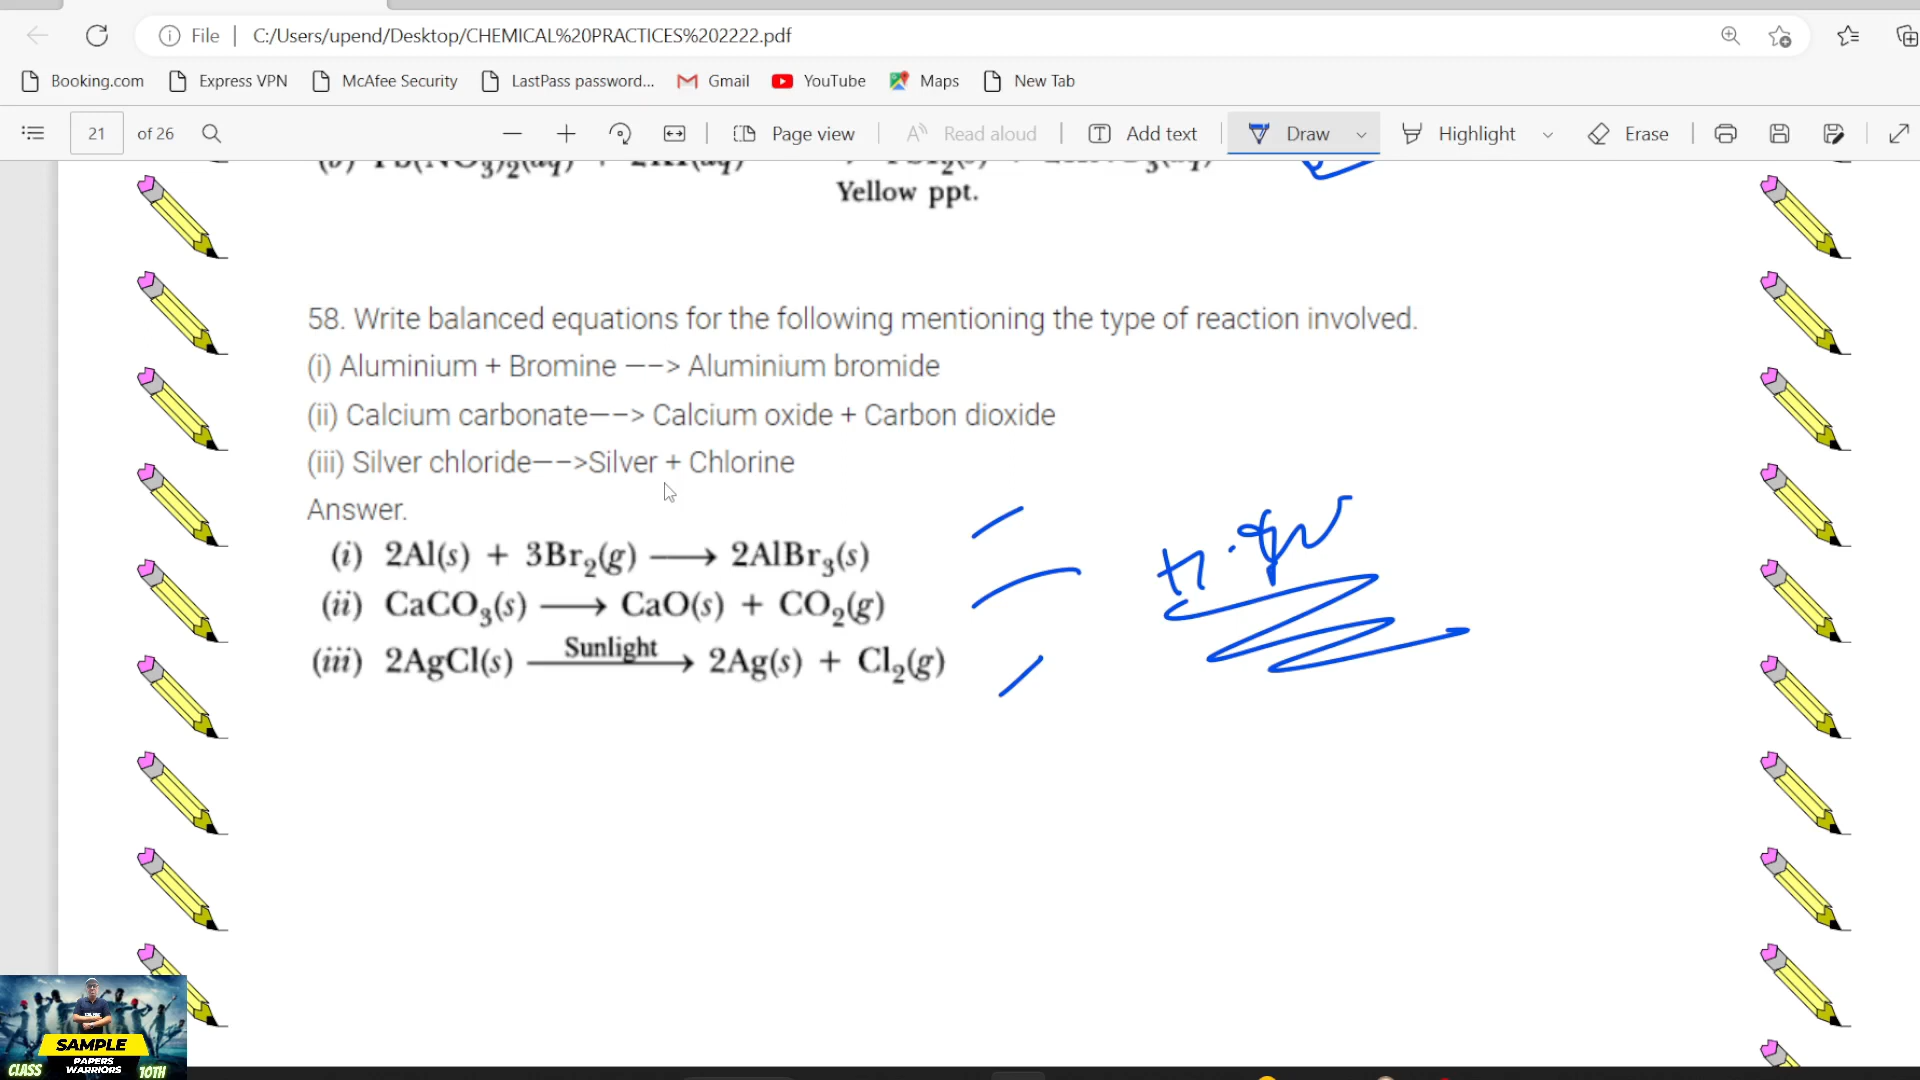 File | C:/Users/upend/Desktop/CHEMICAL%20PRACTICES%202222.pdf
Booking.com Express VPN McAfee Security LastPass password... Gmail YouTube Maps New Tab
21 of 26 Page view Read aloud Add text Draw Highlight Erase
Yellow ppt.
58. Write balanced equations for the following mentioning the type of reaction involved.
(i) Aluminium + Bromine ––> Aluminium bromide
(ii) Calcium carbonate––> Calcium oxide + Carbon dioxide
(iii) Silver chloride––>Silver + Chlorine
Answer.
(i) 2Al(s) + 3Br₂(g) ⟶ 2AlBr₃(s)
(ii) CaCO₃(s) ⟶ CaO(s) + CO₂(g)
Sunlight
(iii) 2AgCl(s) ⟶ 2Ag(s) + Cl₂(g)
SAMPLE
PAPERS
WARRIORS
CLASS 10TH